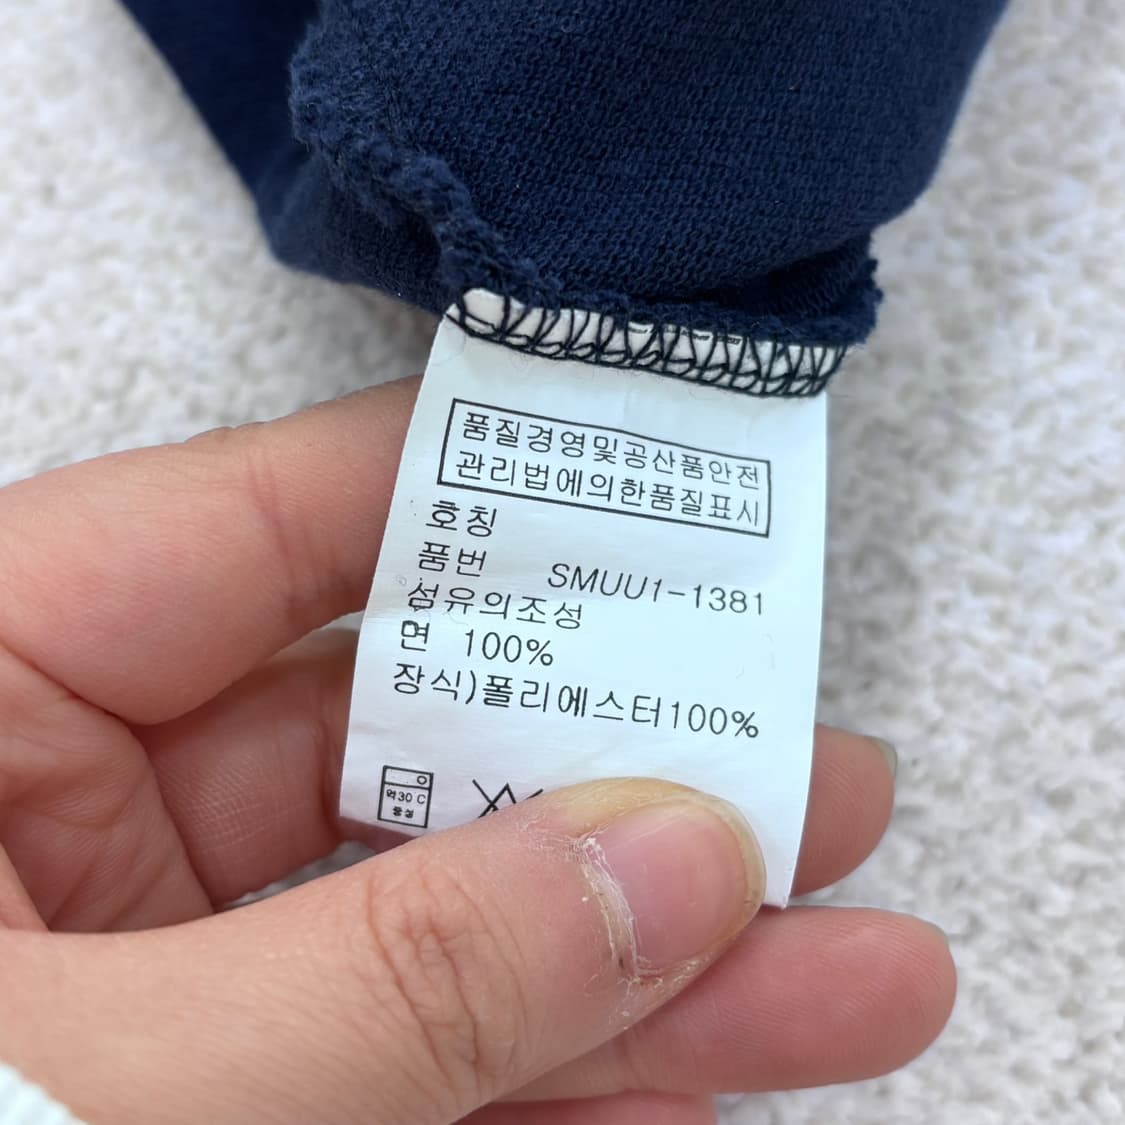 품질경영및공산품안전
관리법에의한품질표시
호칭
품번 SMUU1-1381
섬유의조성
면 100%
장식)폴리에스터100%
약30℃
중성